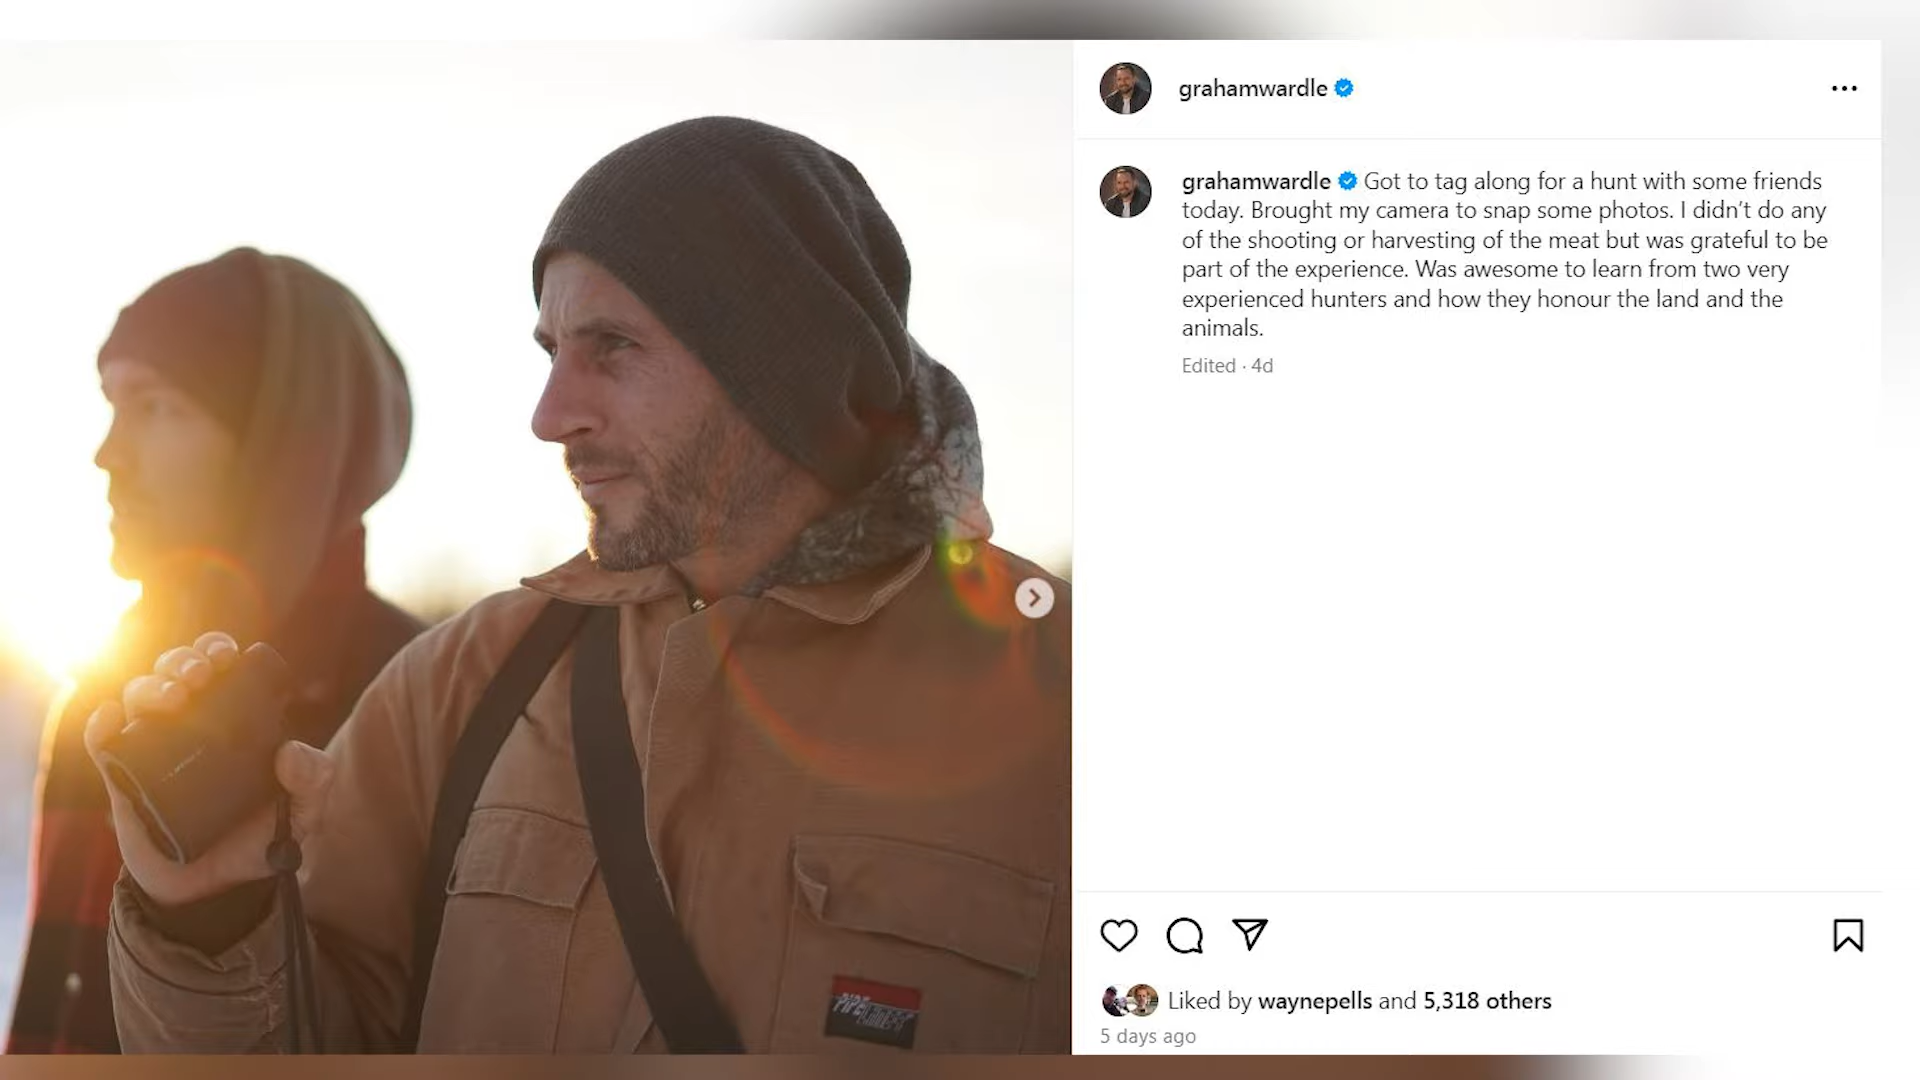 grahamwardle
grahamwardle Got to tag along for a hunt with some friends
today. Brought my camera to snap some photos. I didn't do any
of the shooting or harvesting of the meat but was grateful to be
part of the experience. Was awesome to learn from two very
experienced hunters and how they honour the land and the
animals.
Edited · 4d
Liked by waynepells and 5,318 others
5 days ago